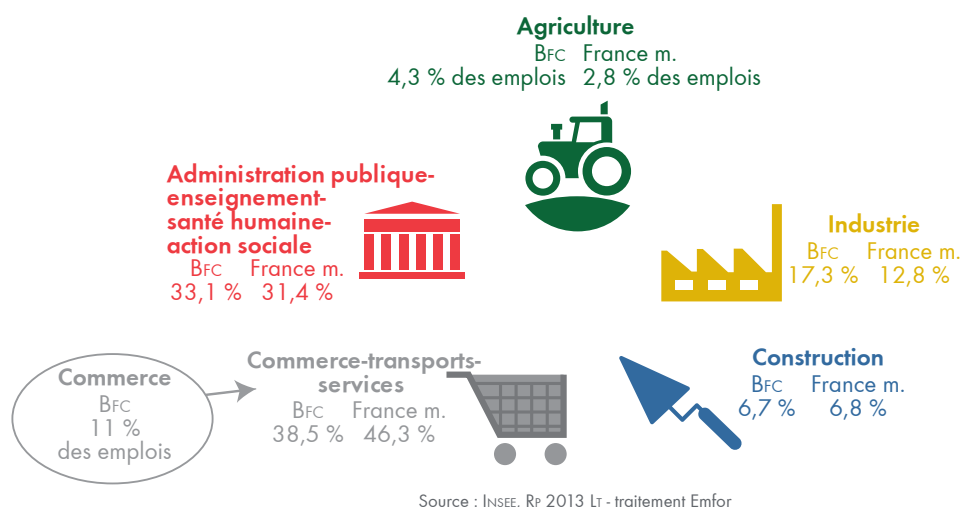 Agriculture
BFC France m.
4,3 % des emplois 2,8 % des emplois
Administration publique-
enseignement-
santé humaine-
action sociale
BFC France m.
33,1 % 31,4 %
Industrie
BFC France m.
17,3 % 12,8 %
Commerce
BFC
11 %
des emplois
Commerce-transports-
services
BFC France m.
38,5 % 46,3 %
Construction
BFC France m.
6,7 % 6,8 %
Source : INSEE. RP 2013 LT - traitement Emfor